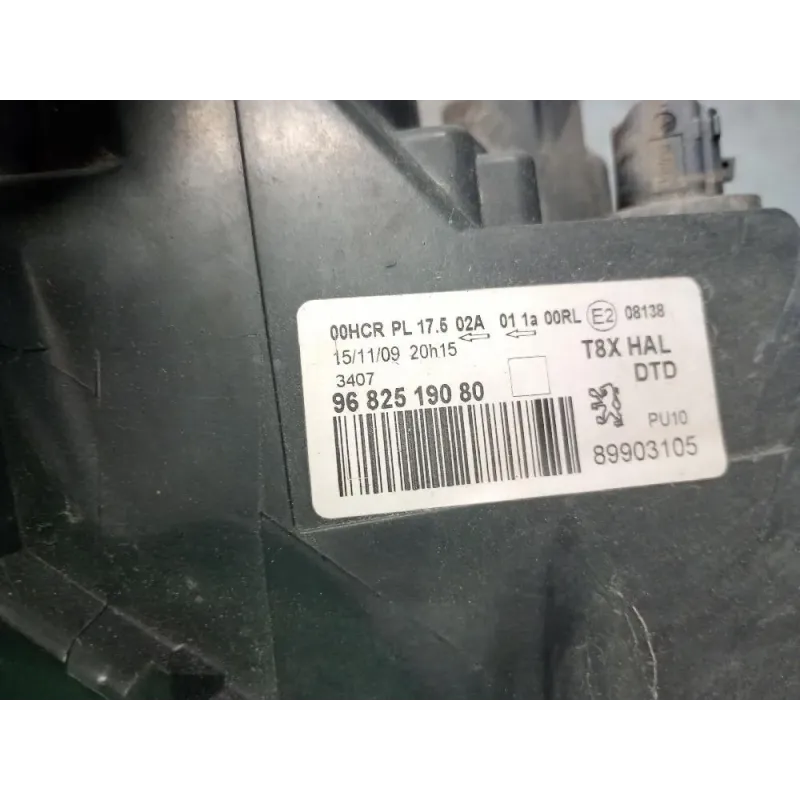 00HCR PL 17.5 02A 01 1a 00RL E2 08138
15/11/09 20h15
T8X HAL
3407
DTD
96 825 190 80
PU10
89903105